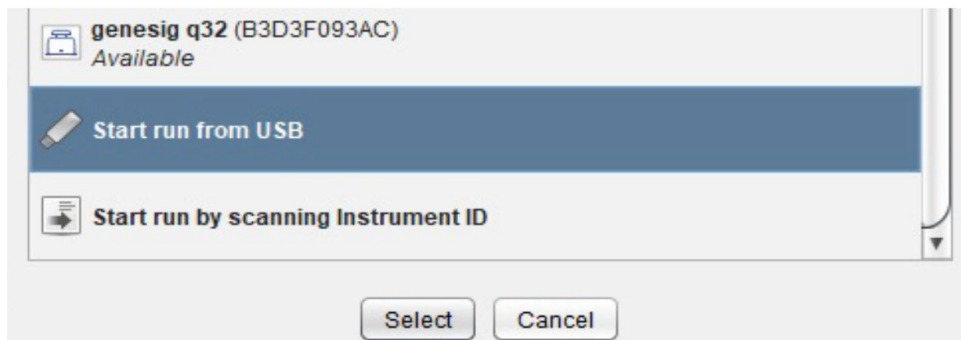 genesig q32 (B3D3F093AC)
Available
Start run from USB
Start run by scanning Instrument ID
Select Cancel